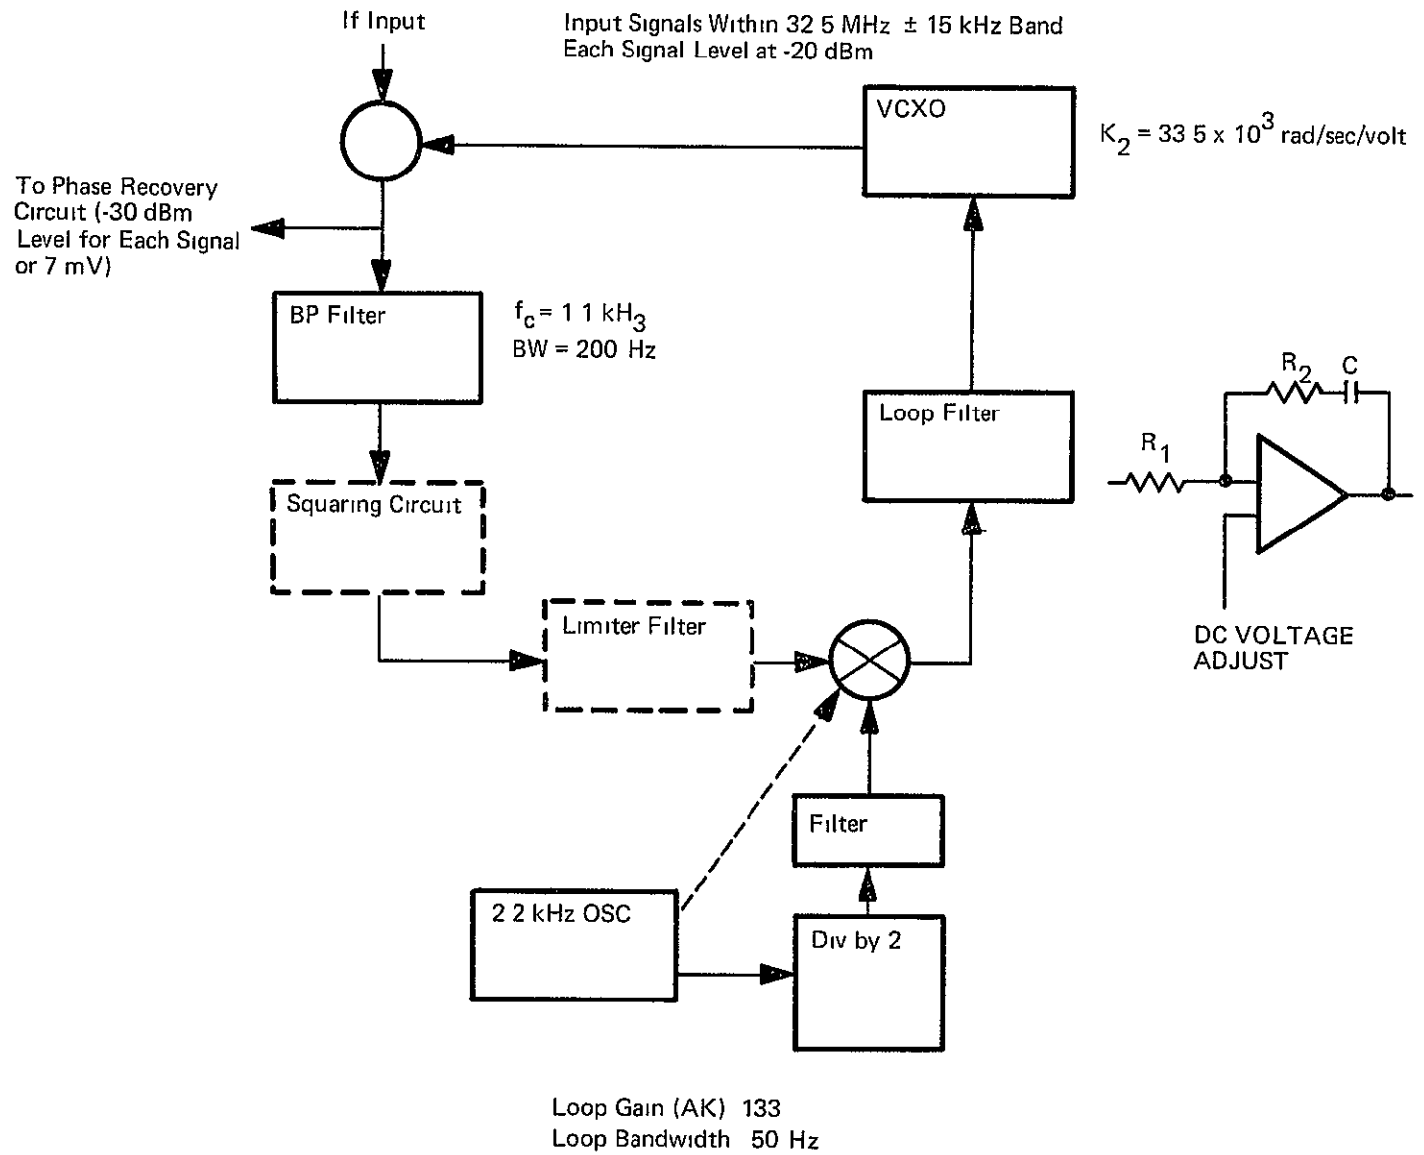 If Input
Input Signals Within 32 5 MHz ± 15 kHz Band
Each Signal Level at -20 dBm
VCXO
K2 = 33 5 x 10^3 rad/sec/volt
To Phase Recovery
Circuit (-30 dBm
Level for Each Signal
or 7 mV)
BP Filter
fc = 1 1 kH3
BW = 200 Hz
Loop Filter
R2 C
R1
DC VOLTAGE
ADJUST
Squaring Circuit
Limiter Filter
Filter
2 2 kHz OSC
Div by 2
Loop Gain (AK) 133
Loop Bandwidth 50 Hz